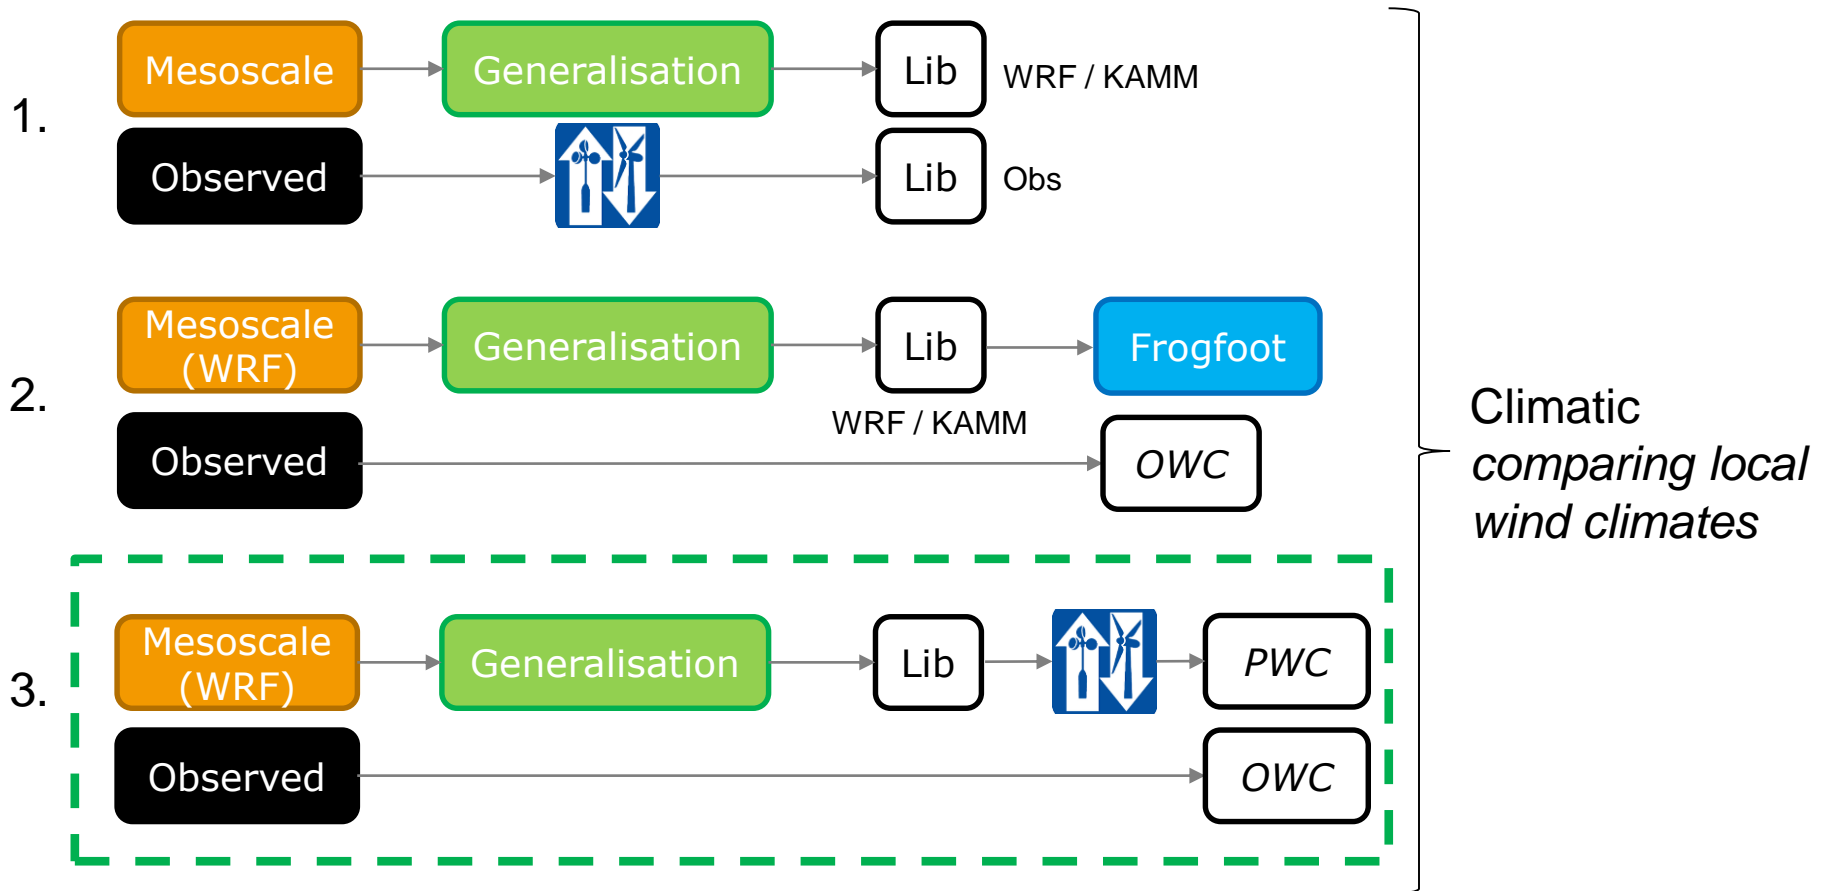 1.
Mesoscale
Generalisation
Lib
WRF / KAMM
Observed
Lib
Obs
2.
Mesoscale
(WRF)
Generalisation
Lib
Frogfoot
WRF / KAMM
Observed
OWC
Climatic
comparing local
wind climates
3.
Mesoscale
(WRF)
Generalisation
Lib
PWC
Observed
OWC